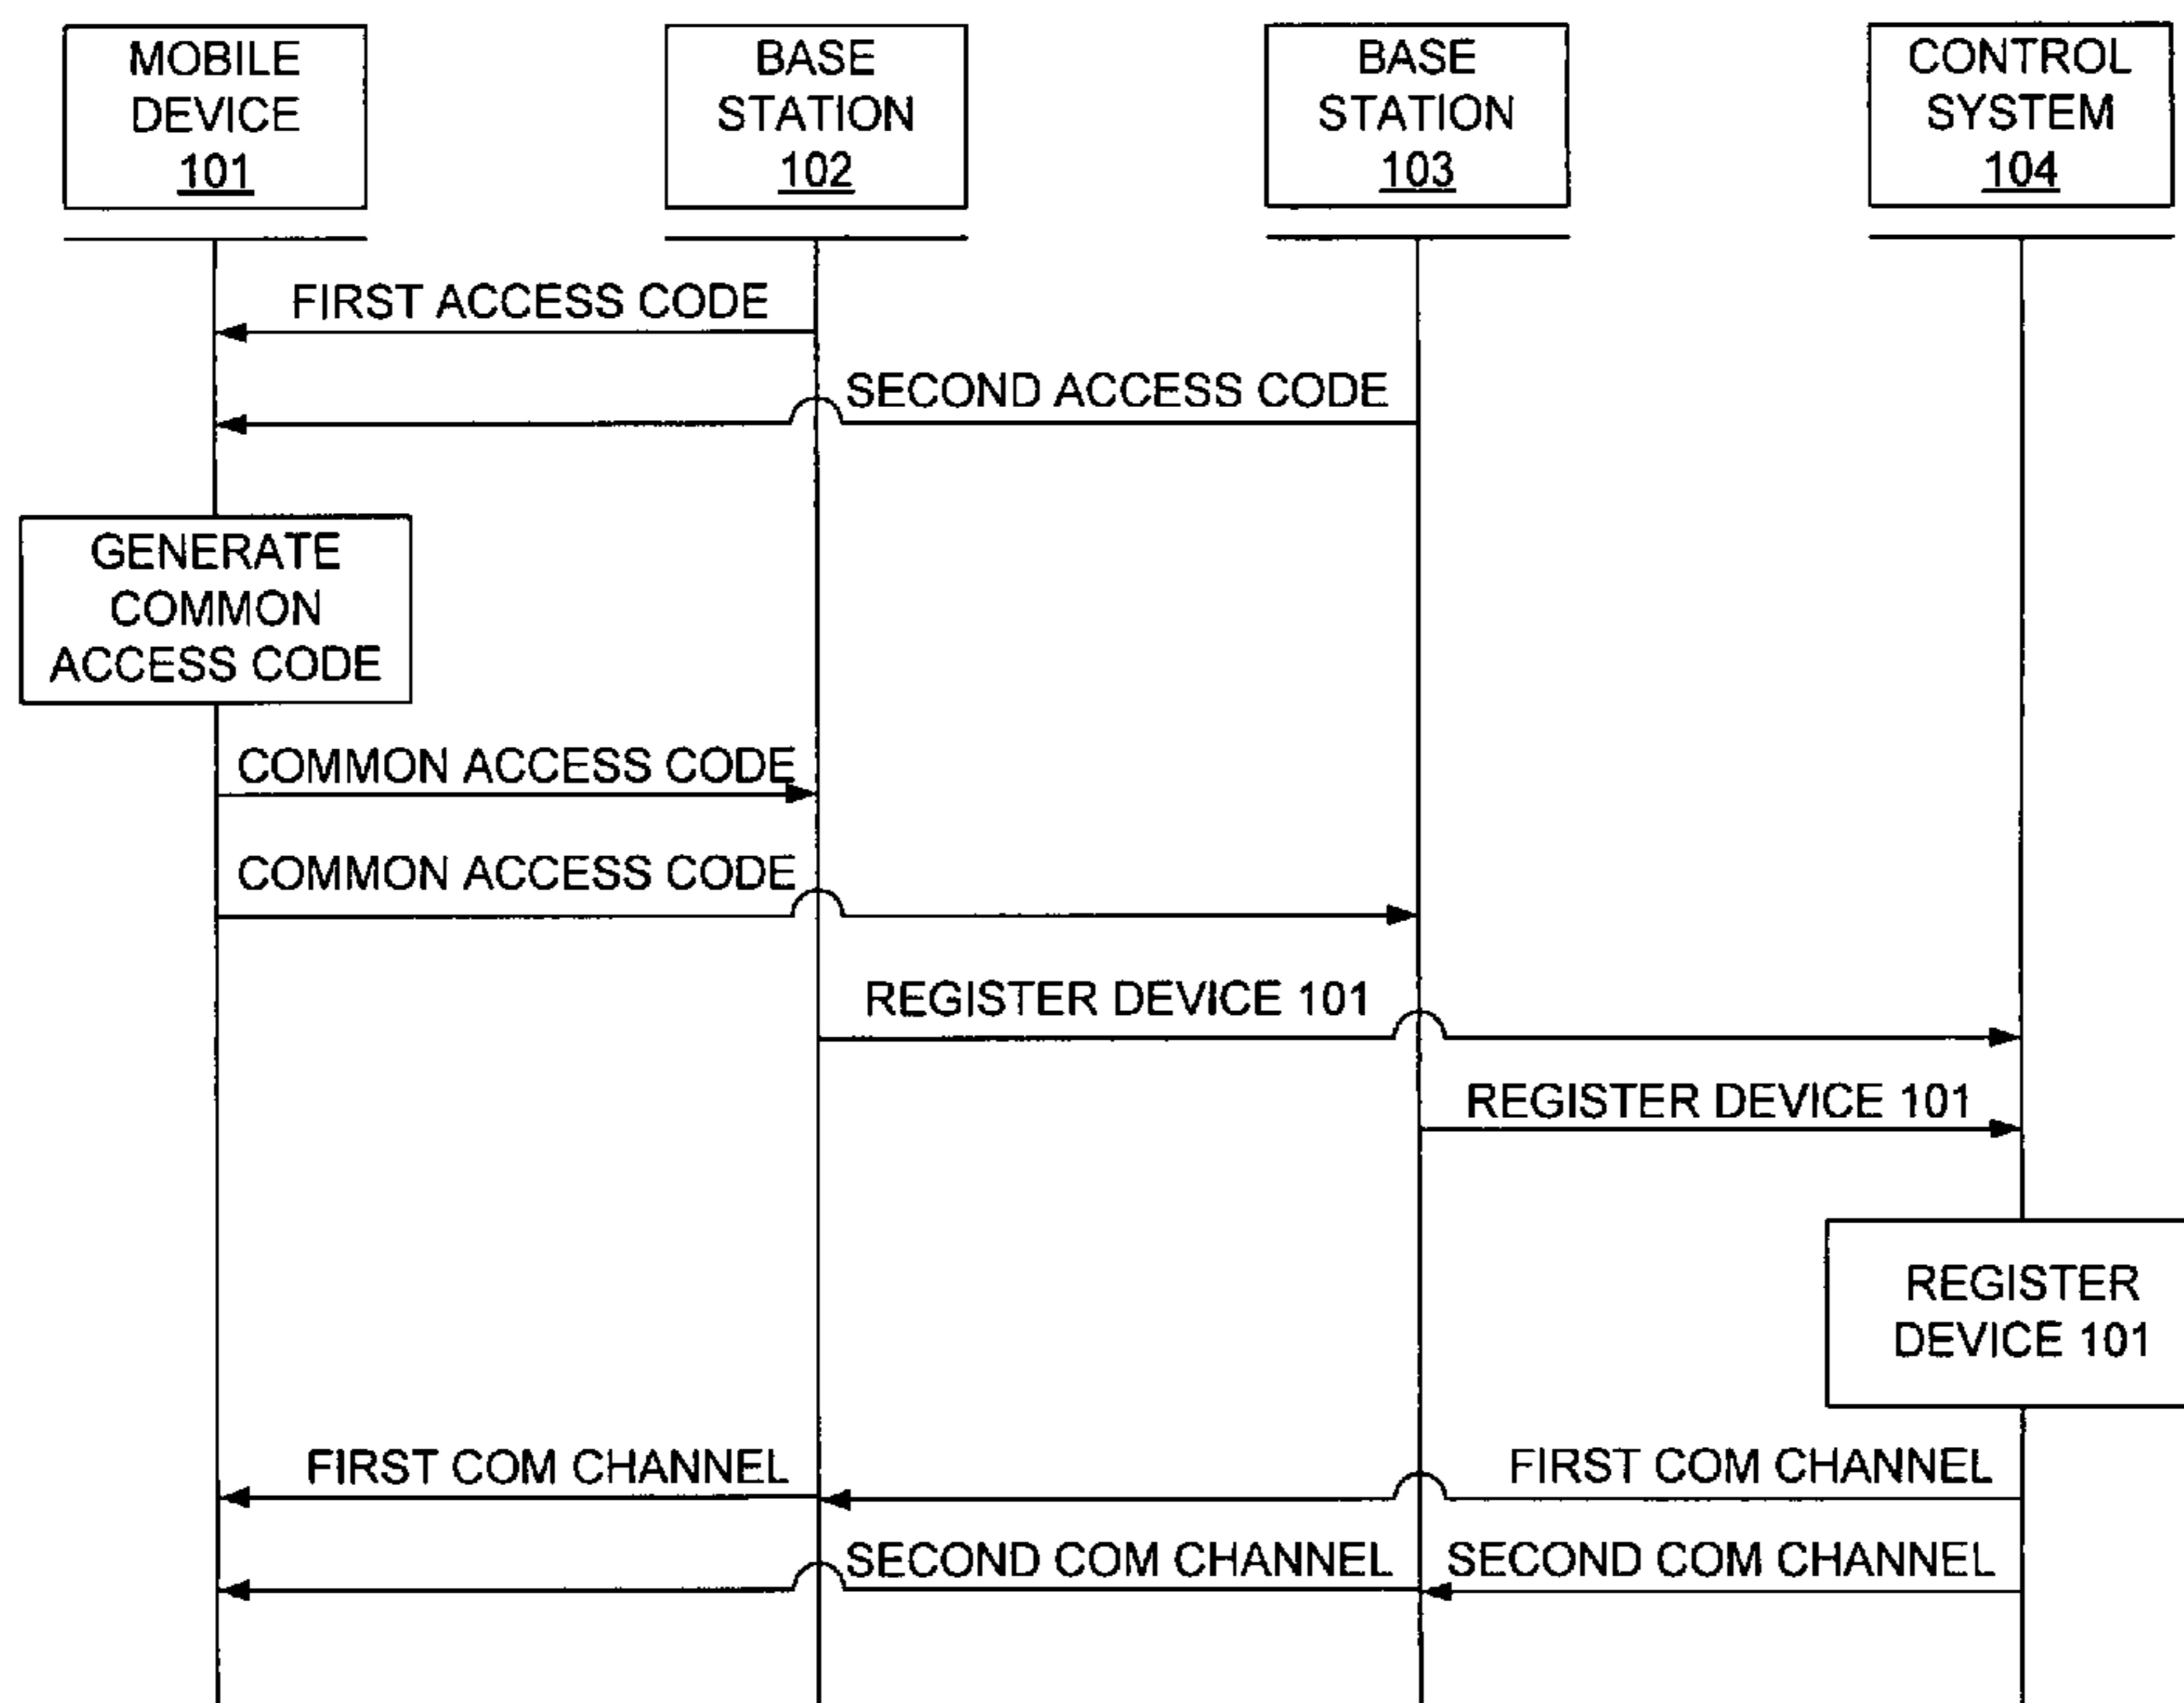 MOBILE
DEVICE
101
BASE
STATION
102
BASE
STATION
103
CONTROL
SYSTEM
104
FIRST ACCESS CODE
SECOND ACCESS CODE
GENERATE
COMMON
ACCESS CODE
COMMON ACCESS CODE
COMMON ACCESS CODE
REGISTER DEVICE 101
REGISTER DEVICE 101
REGISTER
DEVICE 101
FIRST COM CHANNEL
FIRST COM CHANNEL
SECOND COM CHANNEL
SECOND COM CHANNEL